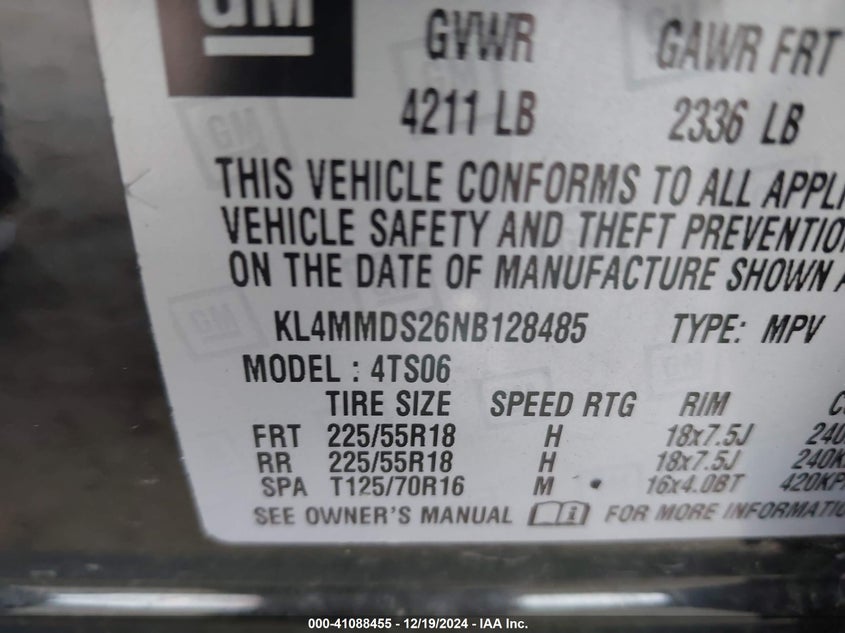 GM
GVWR GAWR FRT
4211 LB 2336 LB
THIS VEHICLE CONFORMS TO ALL APPLI
VEHICLE SAFETY AND THEFT PREVENTIO
ON THE DATE OF MANUFACTURE SHOWN A
KL4MMDS26NB128485 TYPE: MPV
MODEL : 4TS06
TIRE SIZE SPEED RTG RIM C
FRT 225/55R18 H 18x7.5J 240
RR 225/55R18 H 18x7.5J 240K
SPA T125/70R16 M 16x4.0BT 420KP
SEE OWNER'S MANUAL FOR MORE INFORMATIO
000-41088455 - 12/19/2024 - IAA Inc.